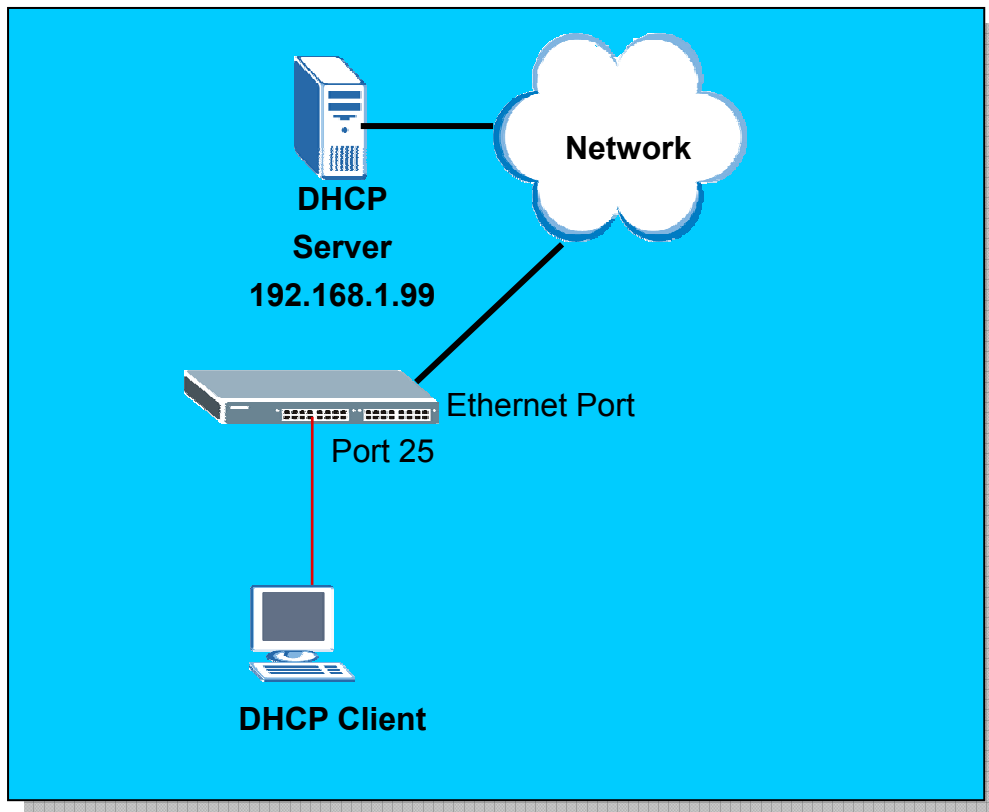 Network
DHCP
Server
192.168.1.99
Ethernet Port
Port 25
DHCP Client